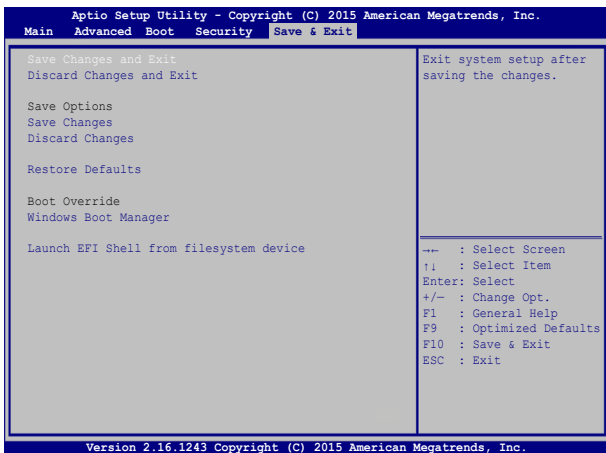 Aptio Setup Utility - Copyright (C) 2015 American Megatrends, Inc.
Main Advanced Boot Security Save & Exit
Save Changes and Exit
Discard Changes and Exit
Save Options
Save Changes
Discard Changes
Restore Defaults
Boot Override
Windows Boot Manager
Launch EFI Shell from filesystem device
Exit system setup after
saving the changes.
→← : Select Screen
↑↓ : Select Item
Enter: Select
+/— : Change Opt.
F1 : General Help
F9 : Optimized Defaults
F10 : Save & Exit
ESC : Exit
Version 2.16.1243 Copyright (C) 2015 American Megatrends, Inc.